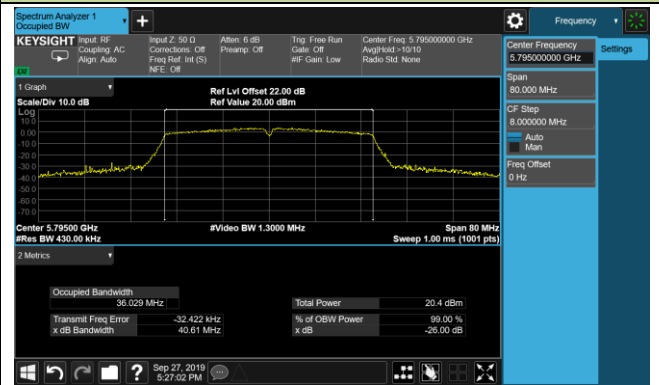 Spectrum Analyzer 1
Occupied BW
Frequency
KEYSIGHT
Input: RF
Coupling: AC
Align: Auto
Input Z: 50 Ω
Corrections: Off
Freq Ref: Int (S)
NFE: Off
Atten: 6 dB
Preamp: Off
Trig: Free Run
Gate: Off
#IF Gain: Low
Center Freq: 5.795000000 GHz
Avg|Hold:>10/10
Radio Std: None
LXI
Center Frequency
5.795000000 GHz
Settings
Span
80.000 MHz
CF Step
8.000000 MHz
Auto
Man
Freq Offset
0 Hz
1 Graph
Scale/Div 10.0 dB
Ref Lvl Offset 22.00 dB
Ref Value 20.00 dBm
Log
10.0
0.00
-10.0
-20.0
-30.0
-40.0
-50.0
-60.0
-70.0
Center 5.79500 GHz
#Res BW 430.00 kHz
#Video BW 1.3000 MHz
Span 80 MHz
Sweep 1.00 ms (1001 pts)
2 Metrics
Occupied Bandwidth
36.029 MHz
Total Power 20.4 dBm
Transmit Freq Error -32.422 kHz
% of OBW Power 99.00 %
x dB Bandwidth 40.61 MHz
x dB -26.00 dB
?
Sep 27, 2019
5:27:02 PM